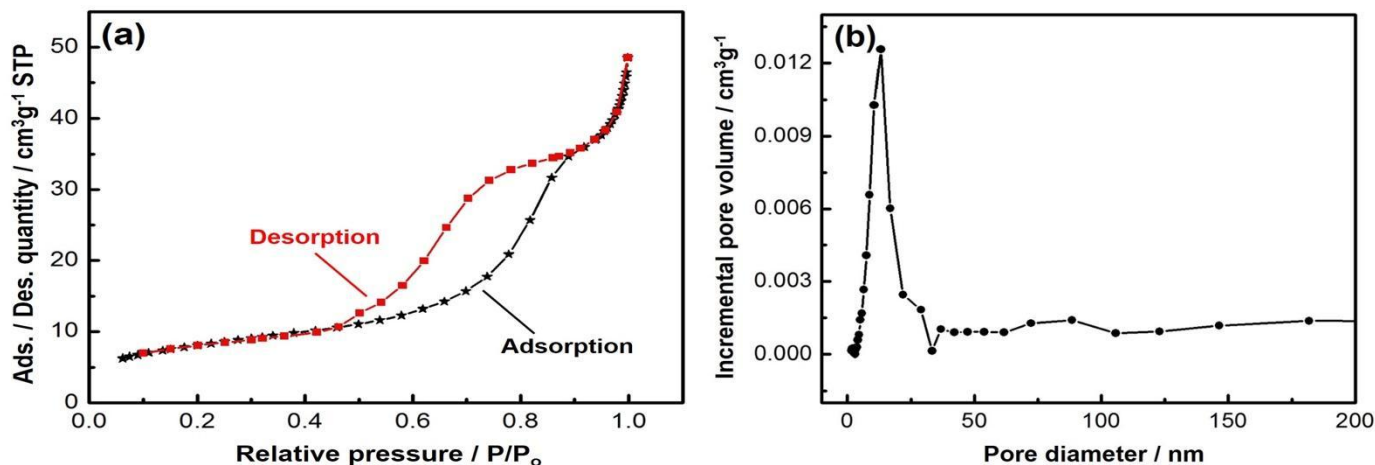 (a)
Ads. / Des. quantity / cm³g⁻¹ STP
50
40
30
20
10
0
Desorption
Adsorption
0.0 0.2 0.4 0.6 0.8 1.0
Relative pressure / P/Pₒ
(b)
Incremental pore volume / cm³g⁻¹
0.012
0.009
0.006
0.003
0.000
0 50 100 150 200
Pore diameter / nm